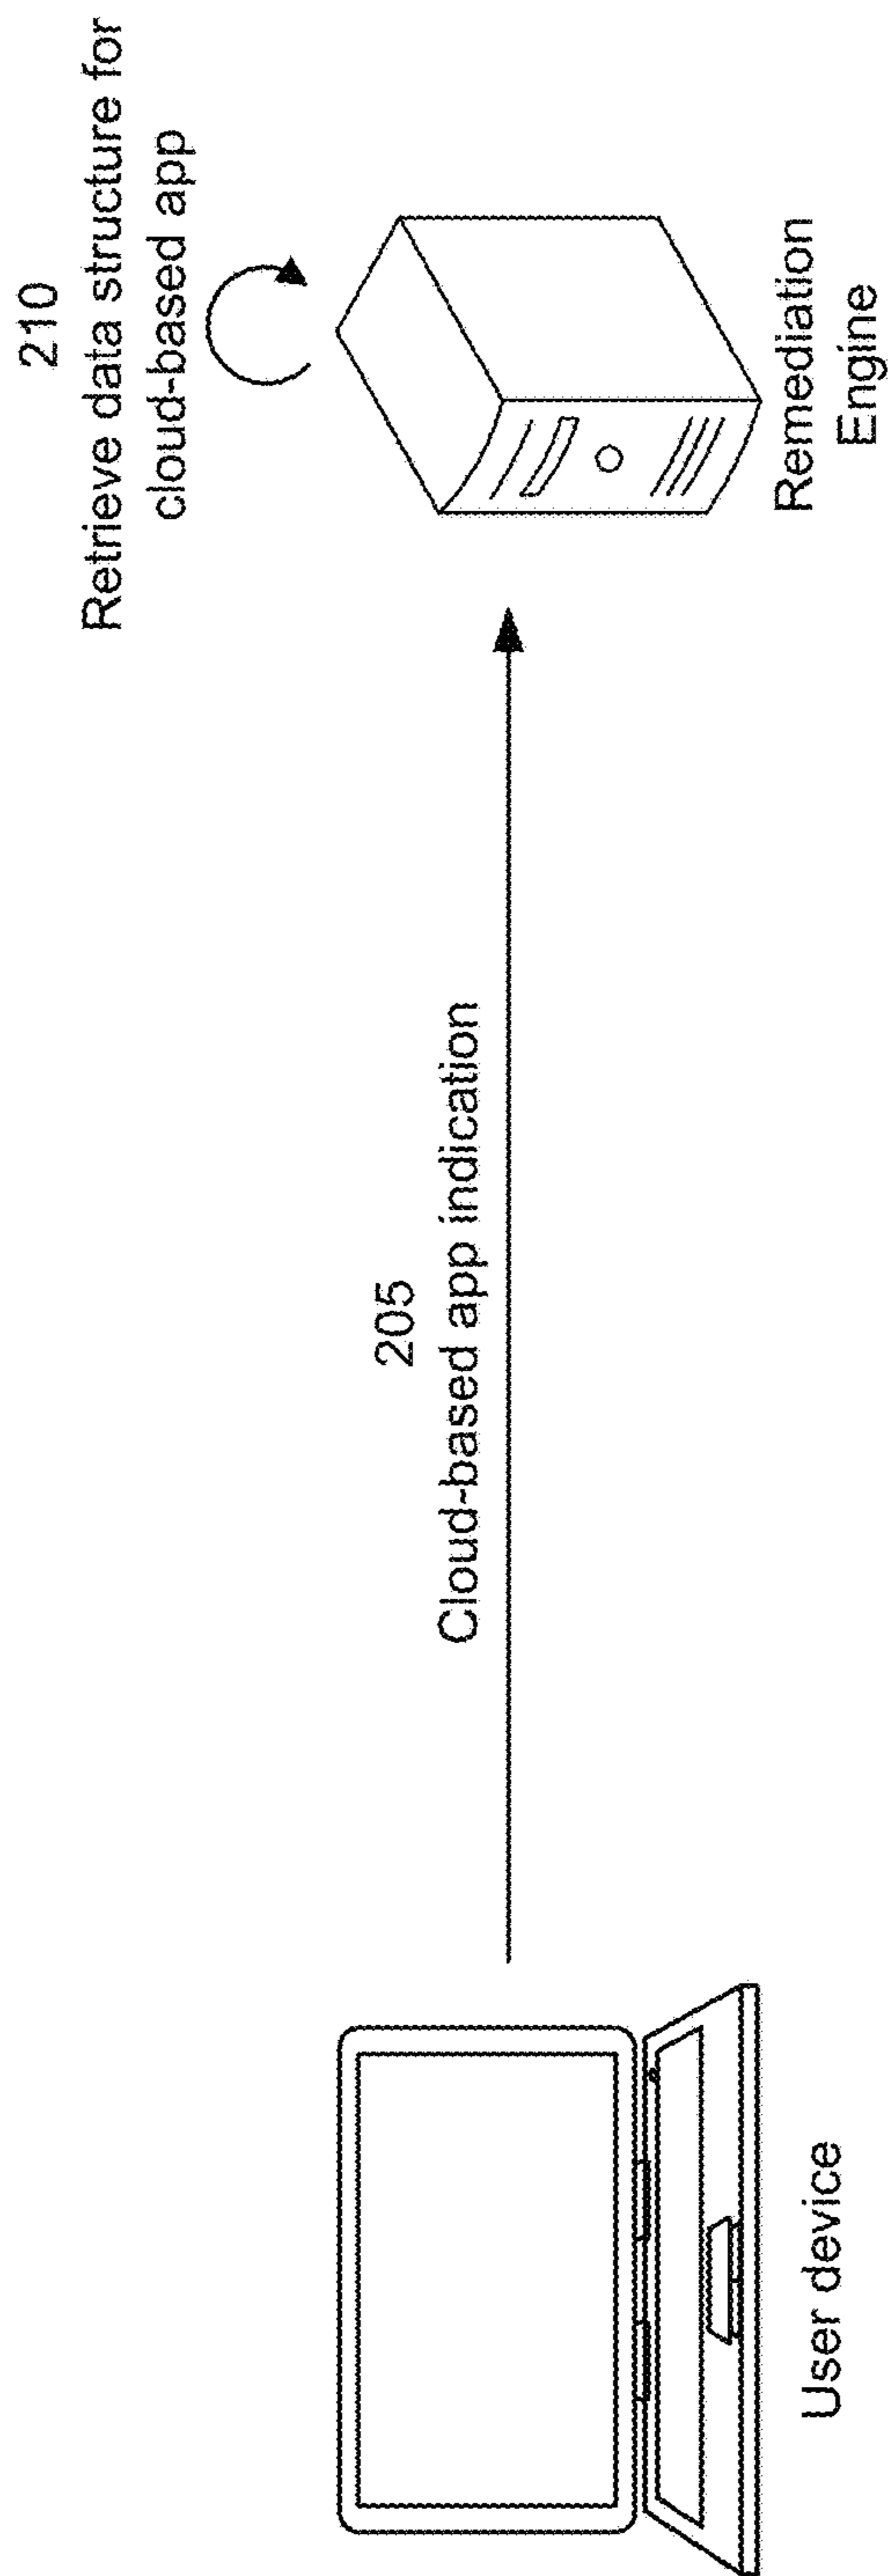 210
Retrieve data structure for
cloud-based app
205
Cloud-based app indication
User device
Remediation
Engine